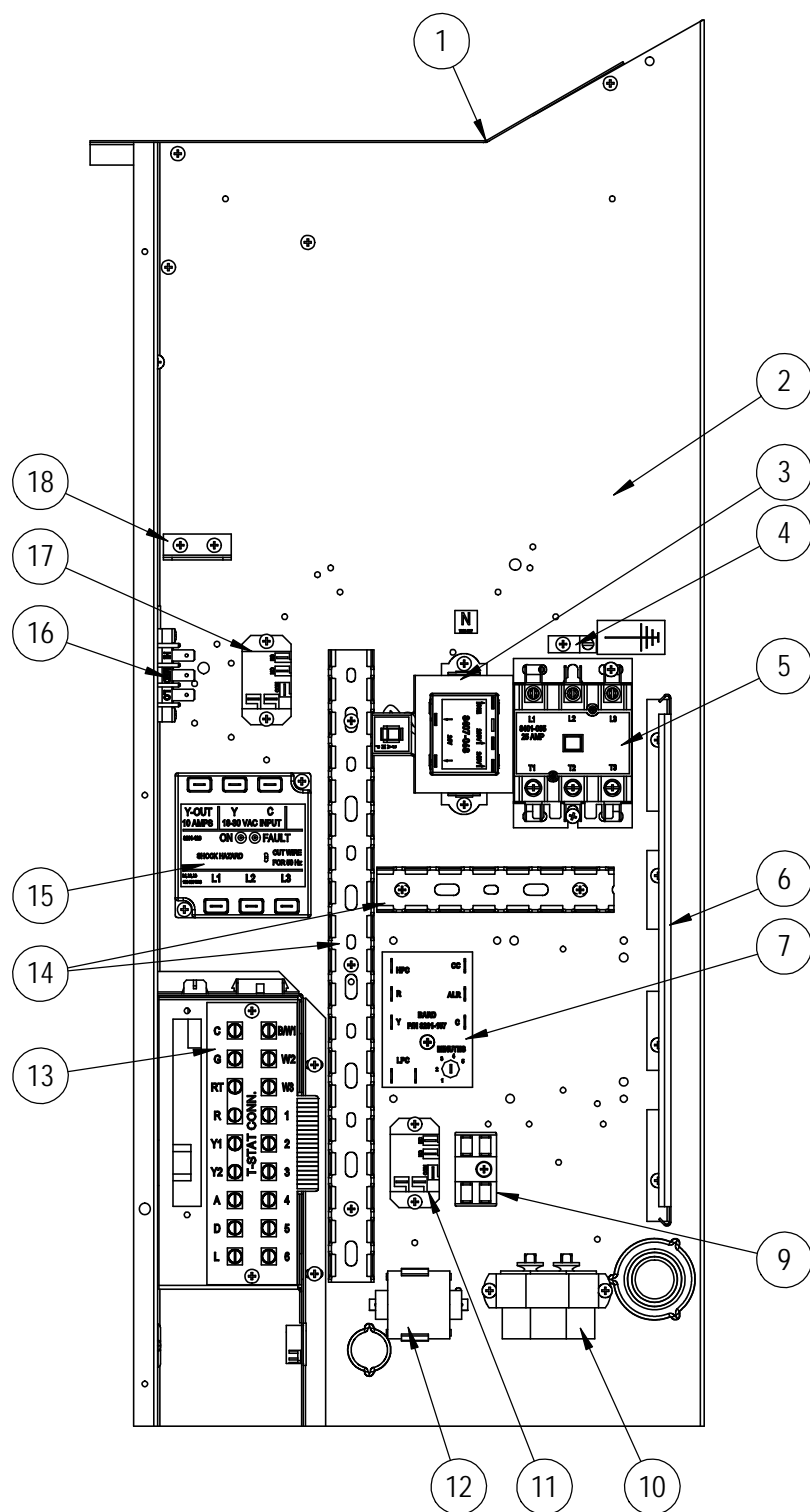 1
2
3
18
4
17
N
16
5
L1 L2 L3
25 AMP
T1 T2 T3
Y-OUT Y C
10 AMPS 18-30 VAC INPUT
ON FAULT
SHOCK HAZARD CUT WIRE
FOR 50 Hz
L1 L2 L3
15
6
14
HPC CC
R ALR
BARD
Y C
MINUTES
LPC
7
13
T-STAT CONN.
C B/W1
G W2
RT W3
R 1
Y1 2
Y2 3
A 4
D 5
L 6
9
12
11
10